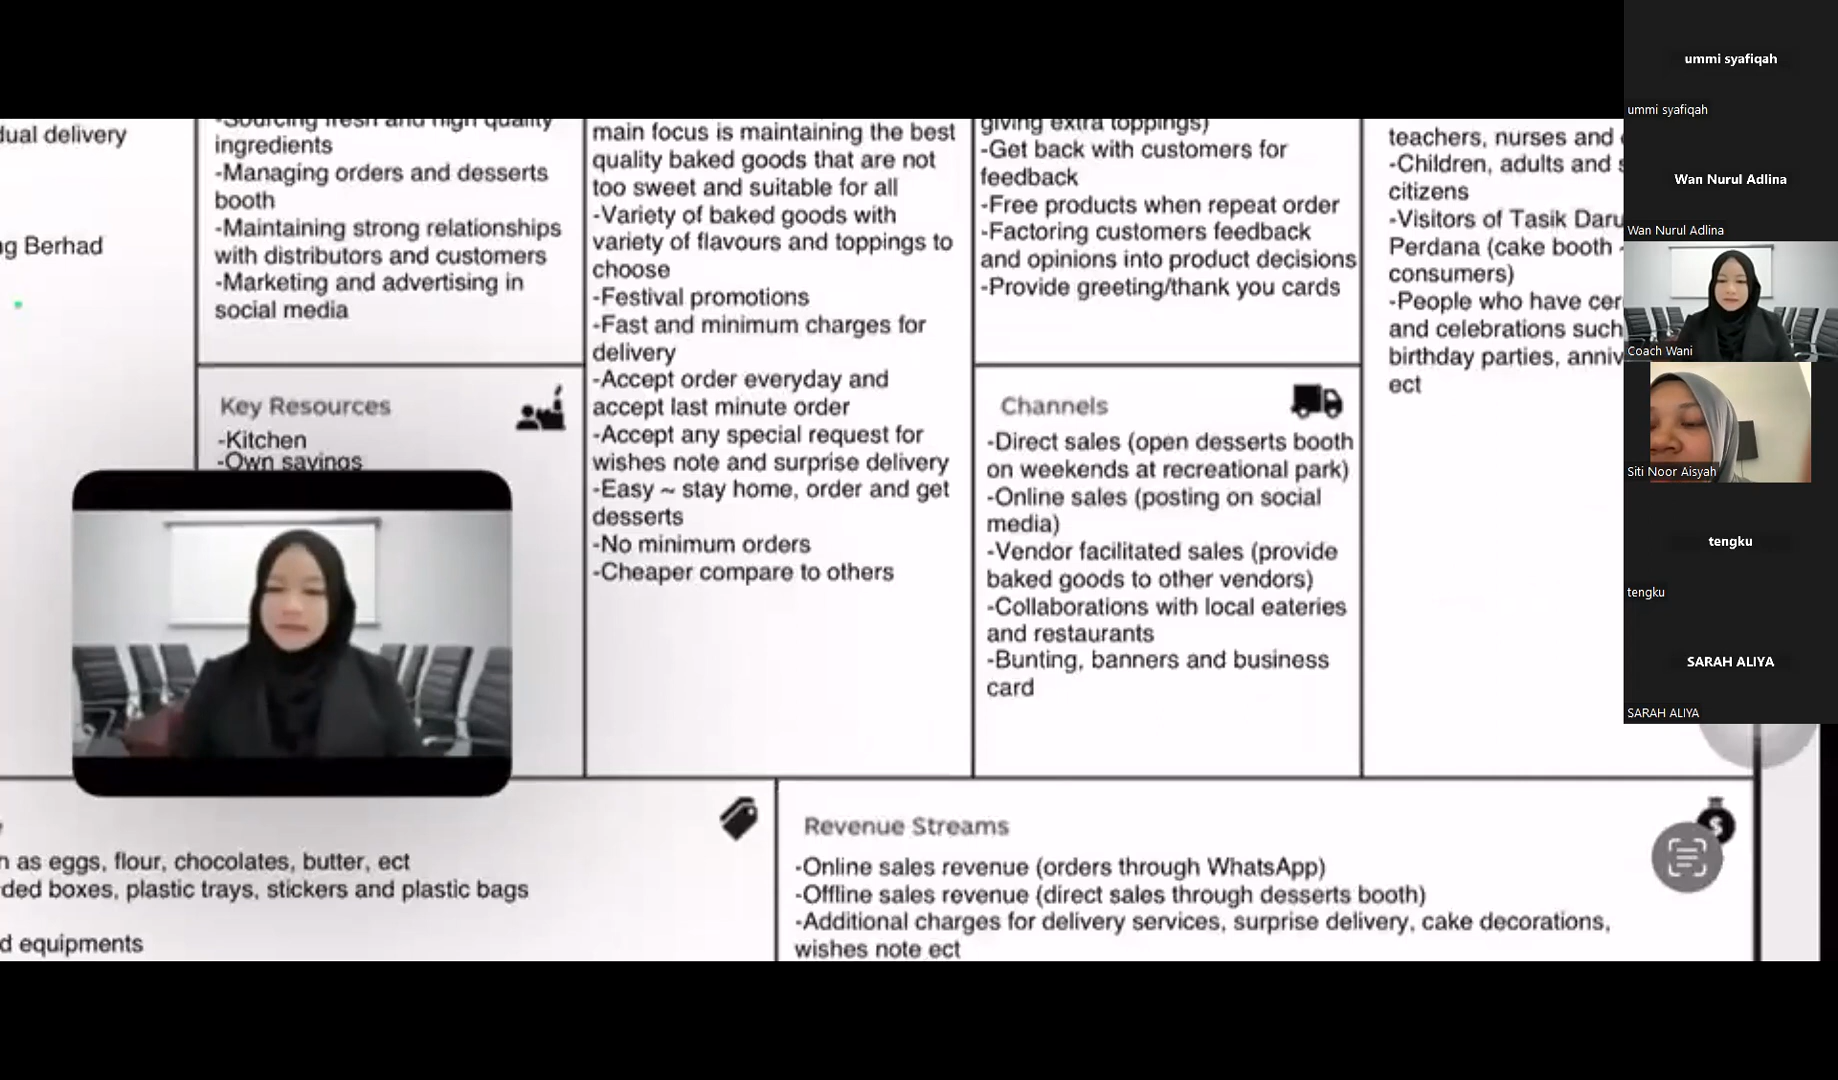 dual delivery
ng Berhad
-Sourcing fresh and high quality
ingredients
-Managing orders and desserts
booth
-Maintaining strong relationships
with distributors and customers
-Marketing and advertising in
social media
Key Resources
-Kitchen
-Own savings
main focus is maintaining the best
quality baked goods that are not
too sweet and suitable for all
-Variety of baked goods with
variety of flavours and toppings to
choose
-Festival promotions
-Fast and minimum charges for
delivery
-Accept order everyday and
accept last minute order
-Accept any special request for
wishes note and surprise delivery
-Easy ~ stay home, order and get
desserts
-No minimum orders
-Cheaper compare to others
giving extra toppings)
-Get back with customers for
feedback
-Free products when repeat order
-Factoring customers feedback
and opinions into product decisions
-Provide greeting/thank you cards
Channels
-Direct sales (open desserts booth
on weekends at recreational park)
-Online sales (posting on social
media)
-Vendor facilitated sales (provide
baked goods to other vendors)
-Collaborations with local eateries
and restaurants
-Bunting, banners and business
card
teachers, nurses and
-Children, adults and s
citizens
-Visitors of Tasik Daru
Perdana (cake booth -
consumers)
-People who have cer
and celebrations such
birthday parties, anniv
ect
n as eggs, flour, chocolates, butter, ect
ded boxes, plastic trays, stickers and plastic bags
d equipments
Revenue Streams
-Online sales revenue (orders through WhatsApp)
-Offline sales revenue (direct sales through desserts booth)
-Additional charges for delivery services, surprise delivery, cake decorations,
wishes note ect
ummi syafiqah
ummi syafiqah
Wan Nurul Adlina
Wan Nurul Adlina
Coach Wani
Siti Noor Aisyah
tengku
tengku
SARAH ALIYA
SARAH ALIYA